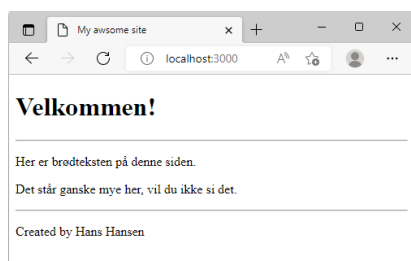 My awsome site
localhost:3000
Velkommen!
Her er brødteksten på denne siden.
Det står ganske mye her, vil du ikke si det.
Created by Hans Hansen